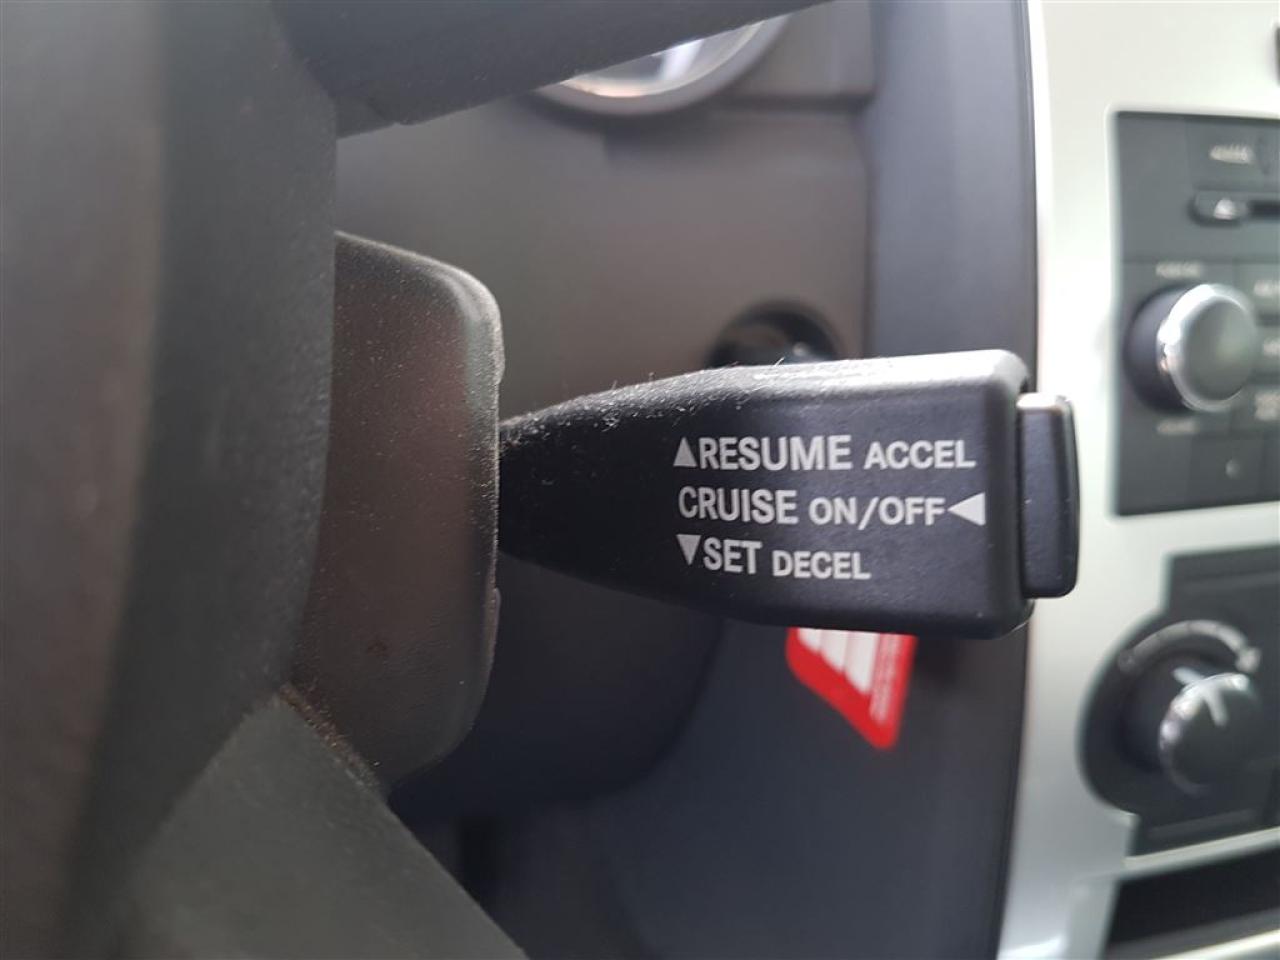 ▲RESUME ACCEL
CRUISE ON/OFF◀
▼SET DECEL